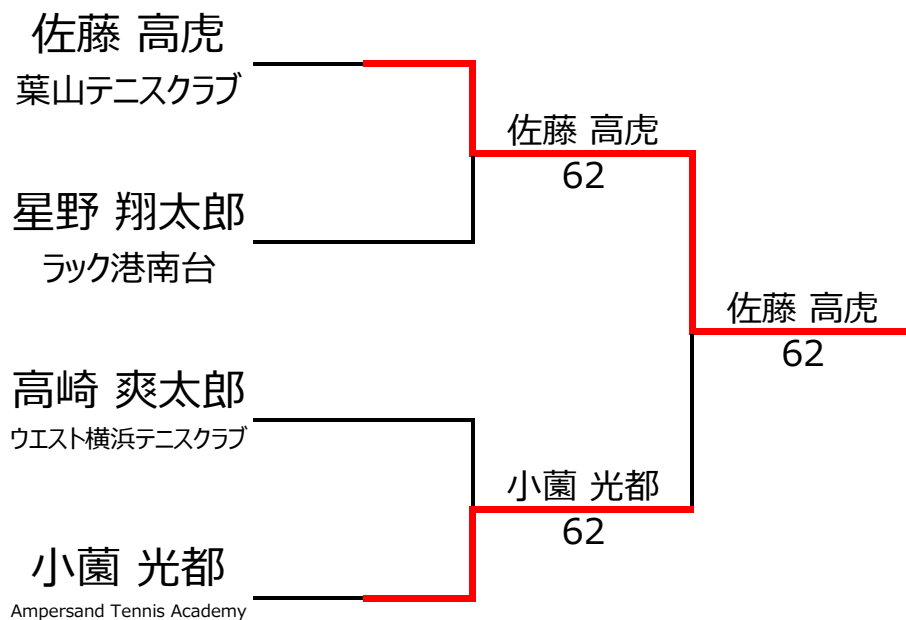 佐藤 高虎
葉山テニスクラブ
佐藤 高虎
62
星野 翔太郎
ラック港南台
佐藤 高虎
62
高崎 爽太郎
ウエスト横浜テニスクラブ
小薗 光都
62
小薗 光都
Ampersand Tennis Academy